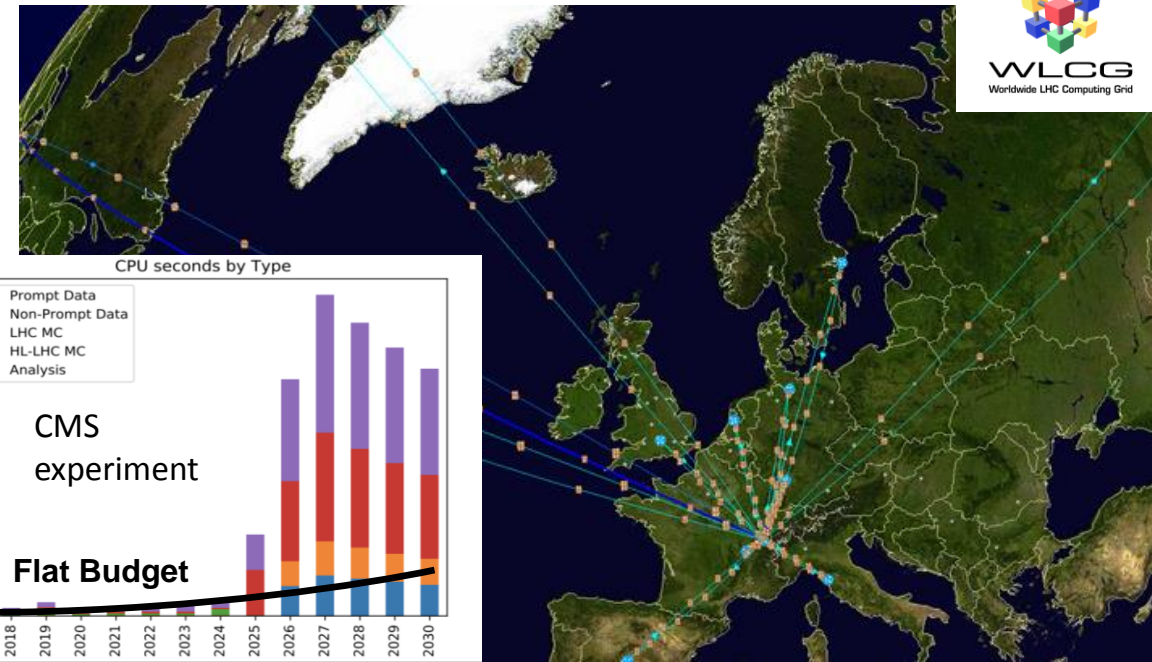 WLCG
Worldwide LHC Computing Grid
CPU seconds by Type
Prompt Data
Non-Prompt Data
LHC MC
HL-LHC MC
Analysis
CMS
experiment
Flat Budget
2018
2019
2020
2021
2022
2023
2024
2025
2026
2027
2028
2029
2030